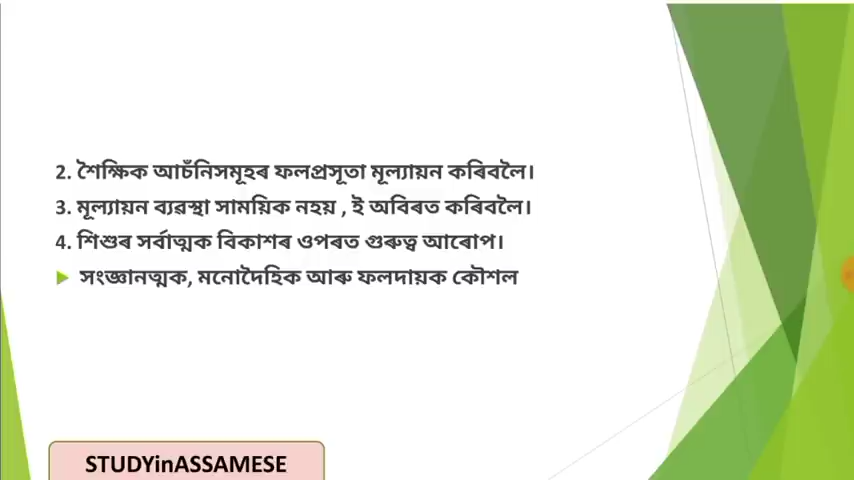 2. শৈক্ষিক আচঁনিসমূহৰ ফলপ্ৰসূতা মূল্যায়ন কৰিবলৈ।
3. মূল্যায়ন ব্যৱস্থা সাময়িক নহয় , ই অবিৰত কৰিবলৈ।
4. শিশুৰ সৰ্বাত্মক বিকাশৰ ওপৰত গুৰুত্ব আৰোপ।
সংজ্ঞানত্মক, মনোদৈহিক আৰু ফলদায়ক কৌশল
STUDYinASSAMESE